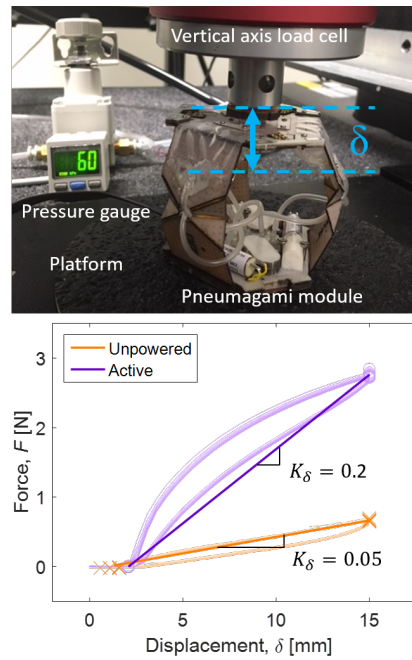 Vertical axis load cell
60
δ
Pressure gauge
Platform
Pneumagami module
Unpowered
Active
Force, F [N]
3
2
1
0
K_δ = 0.2
K_δ = 0.05
0
5
10
15
Displacement, δ [mm]